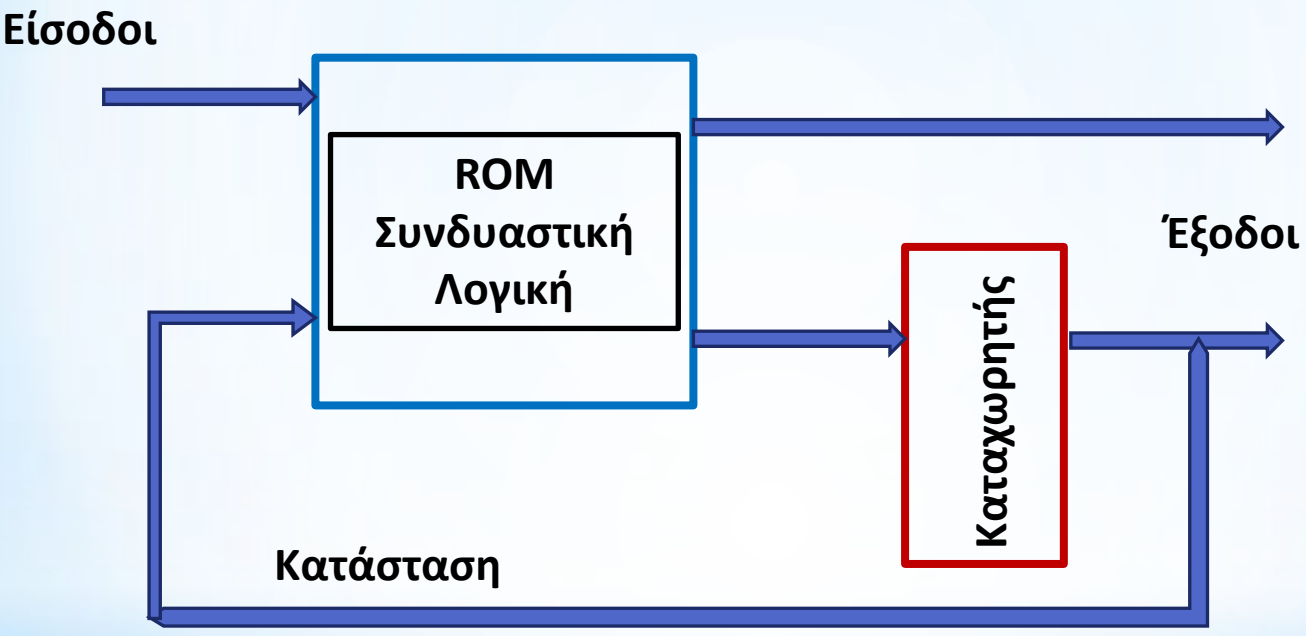 Είσοδοι
ROM
Συνδυαστική
Λογική
Έξοδοι
Καταχωρητής
Κατάσταση